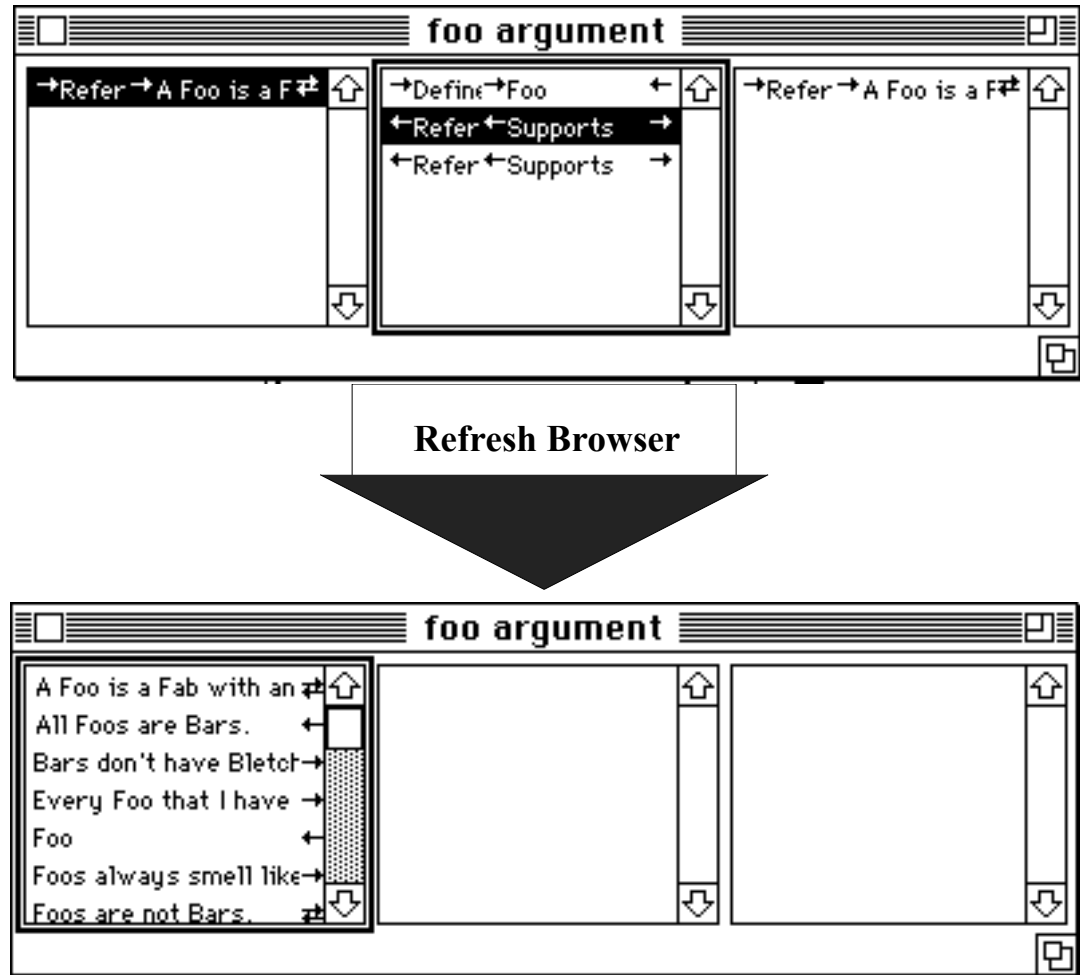 foo argument
→Refer→A Foo is a F⇄
→Define→Foo ←
←Refer←Supports →
←Refer←Supports →
→Refer→A Foo is a F⇄
Refresh Browser
foo argument
A Foo is a Fab with an ⇄
All Foos are Bars. ←
Bars don't have Bletch→
Every Foo that I have →
Foo ←
Foos always smell like→
Foos are not Bars. ⇄